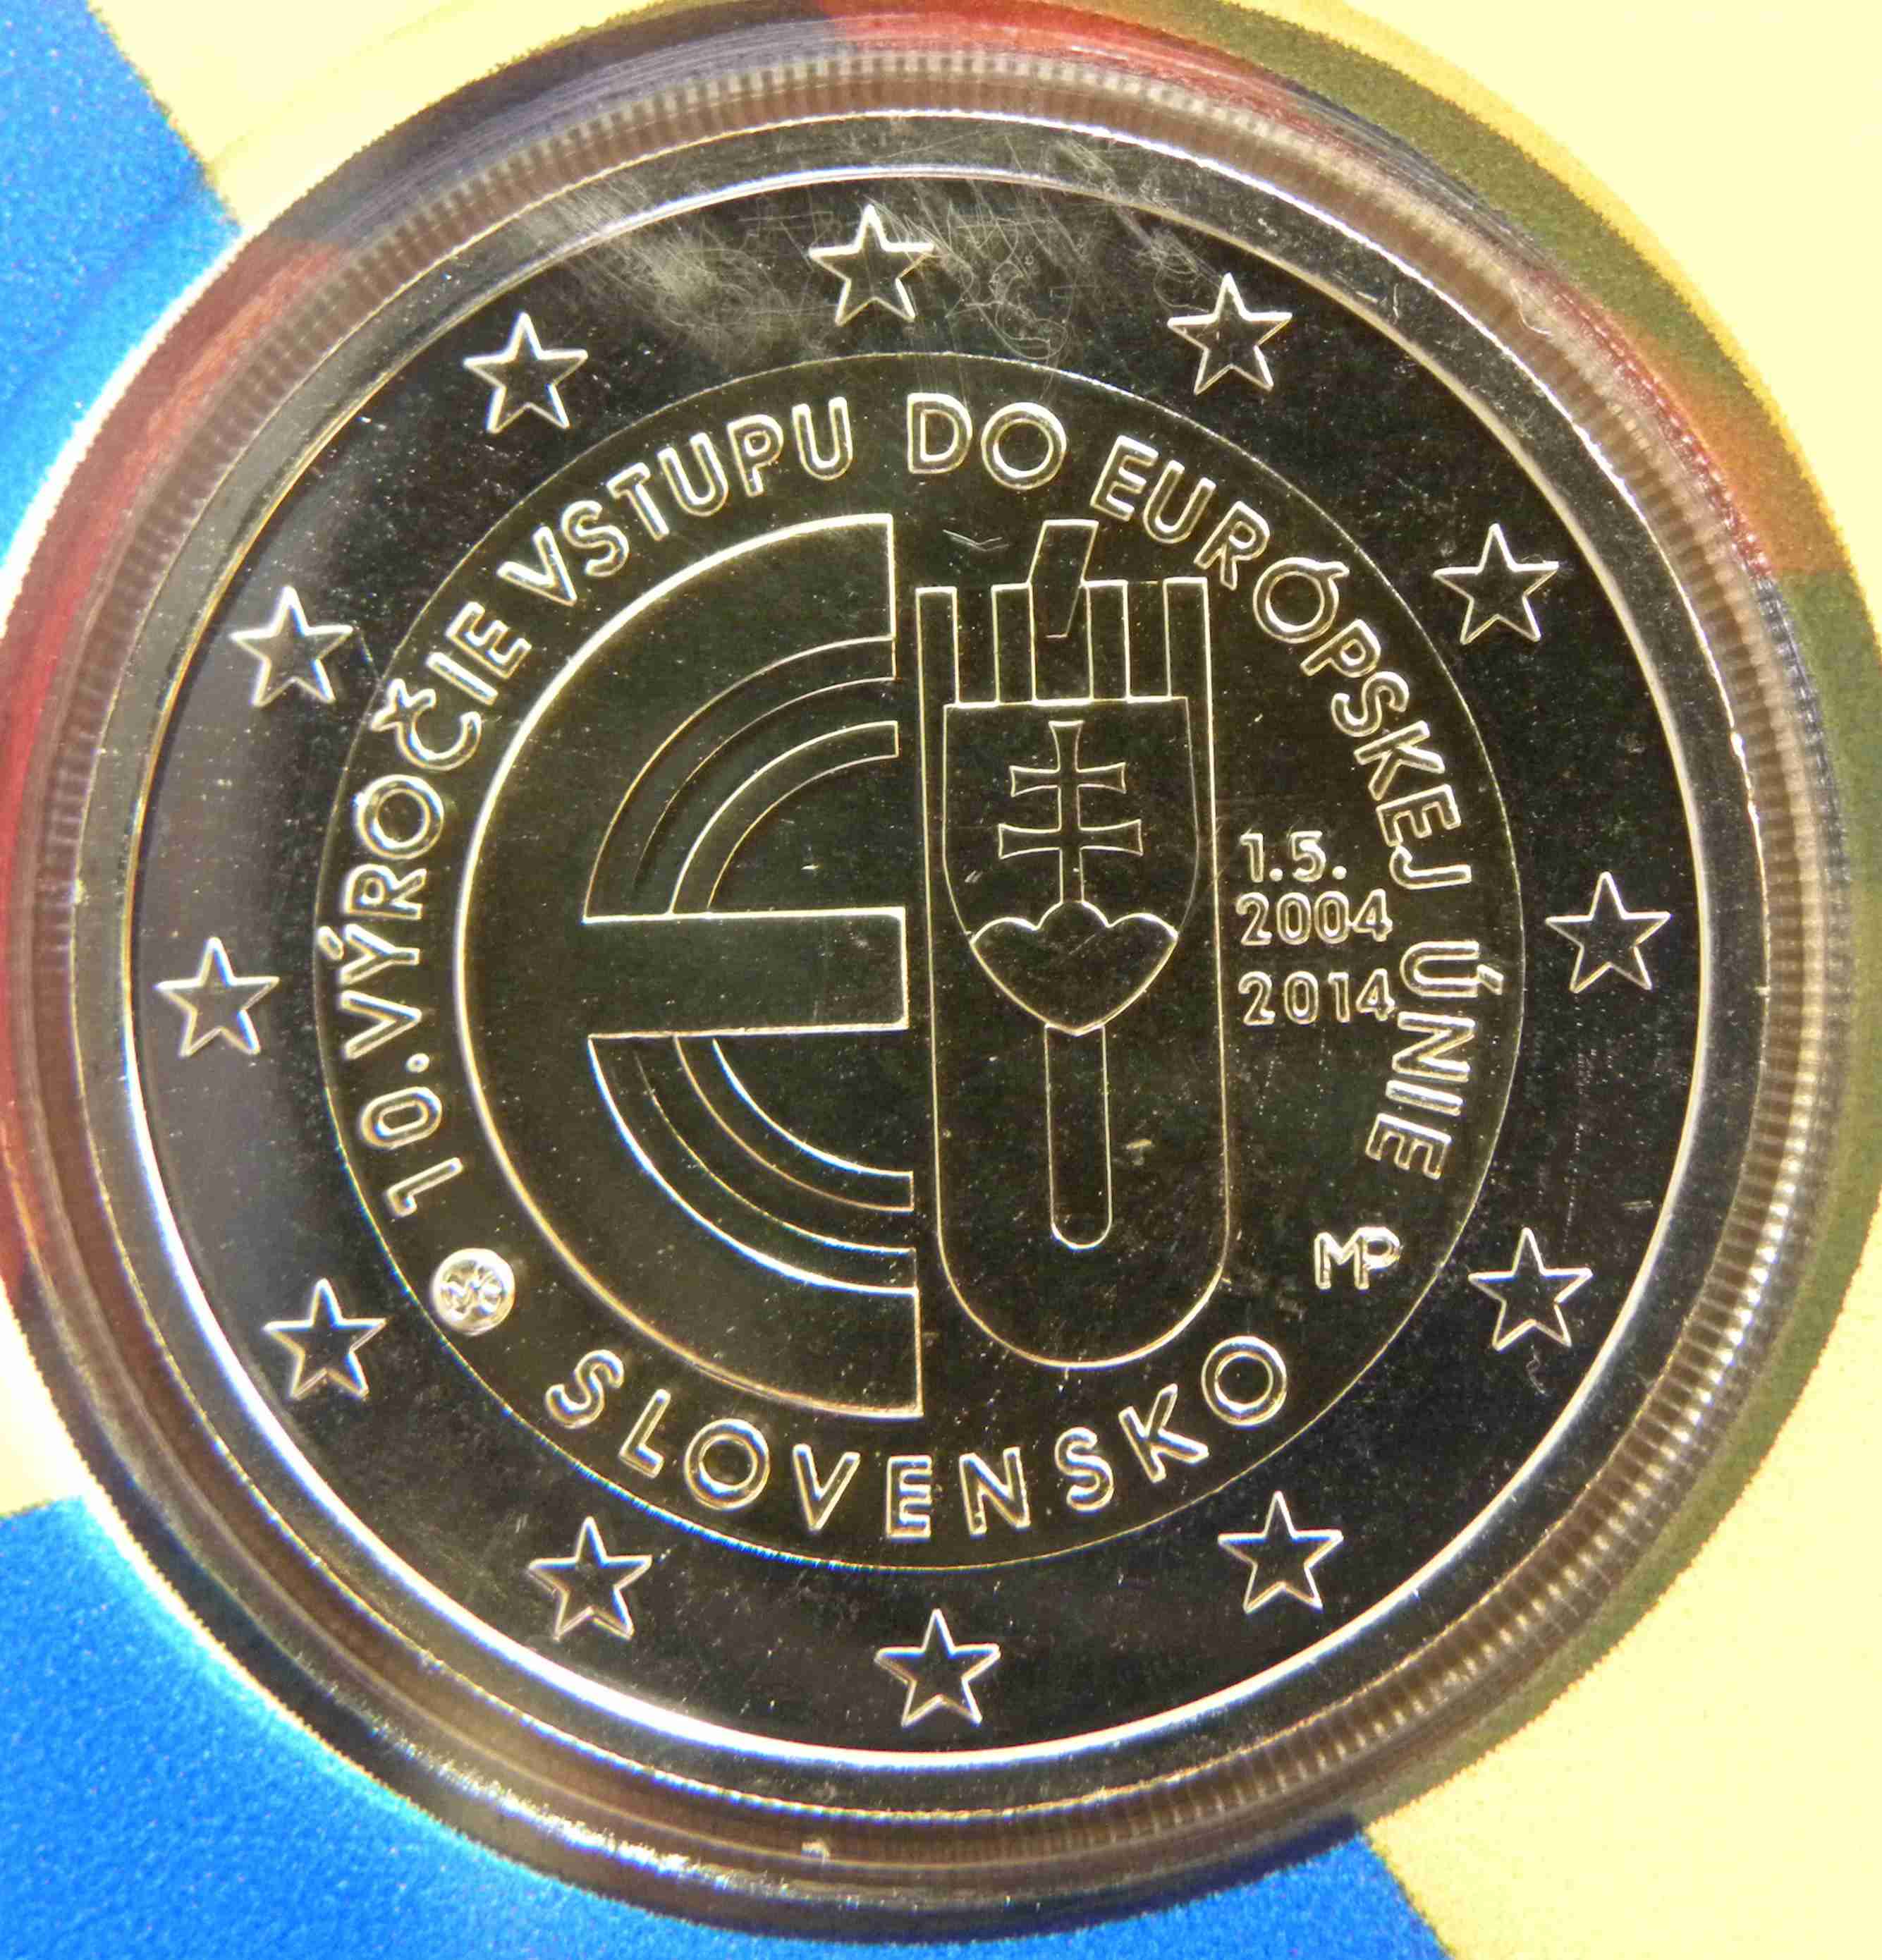 10. VÝROČIE VSTUPU DO EURÓPSKEJ ÚNIE
1.5.
2004
2014
MP
SLOVENSKO